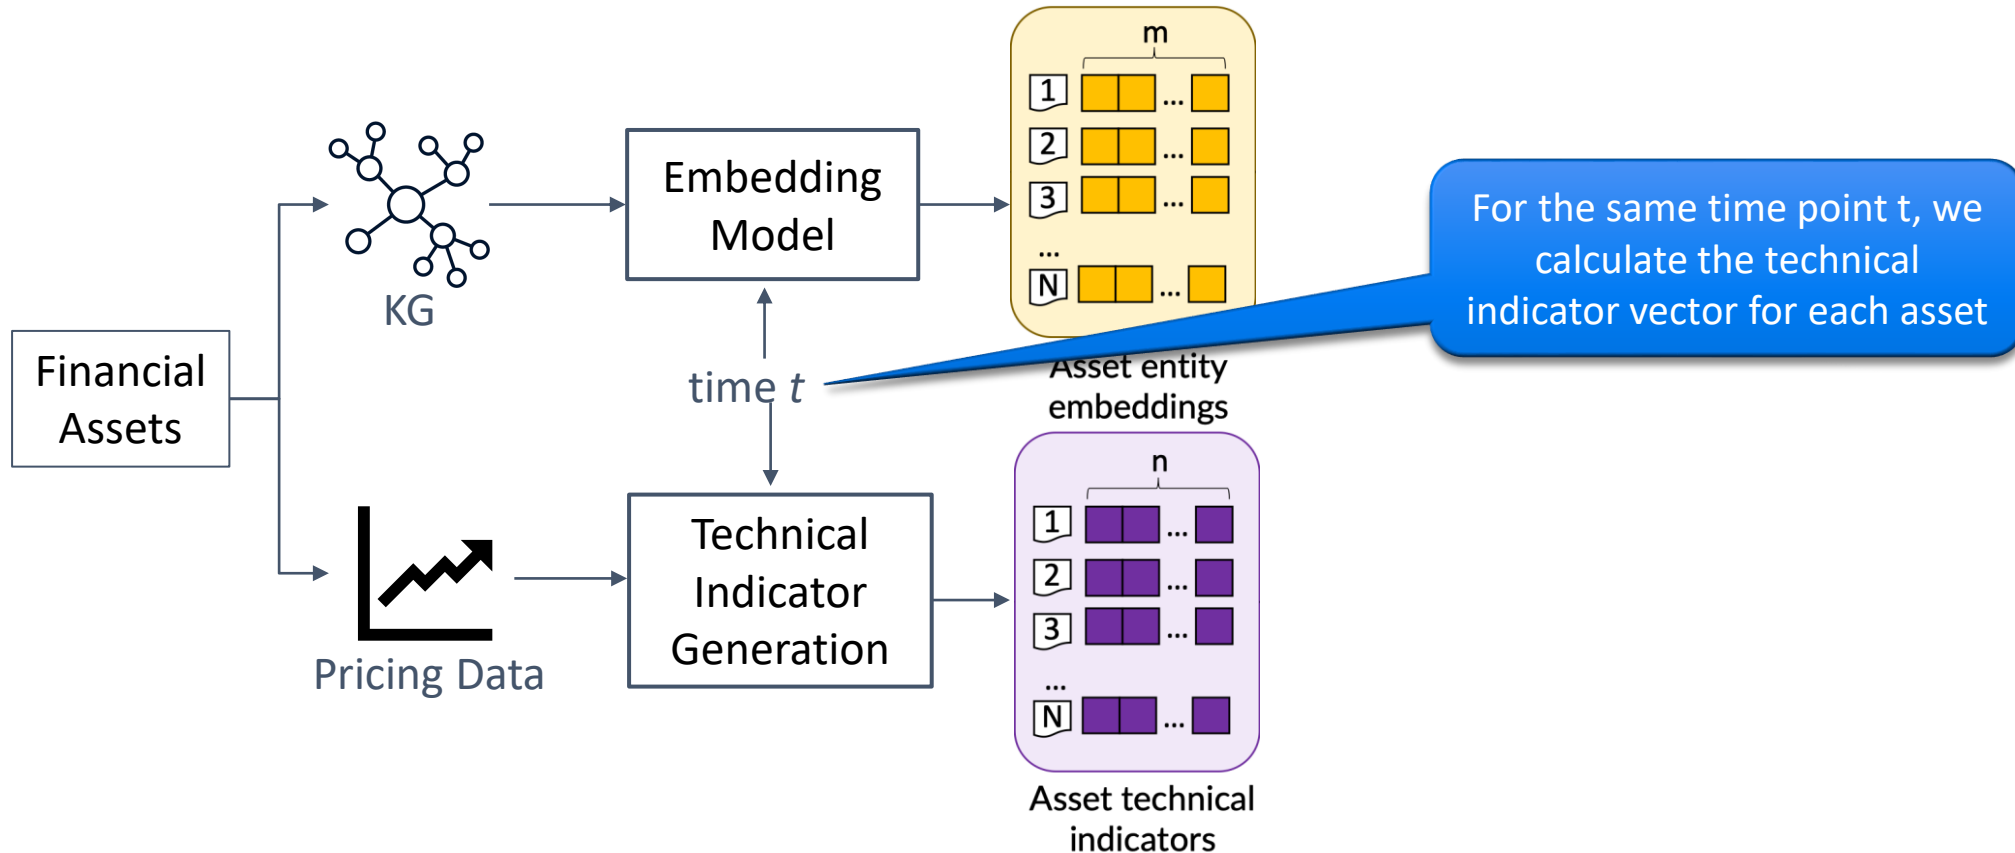 Financial
Assets
KG
Pricing Data
Embedding
Model
time t
Technical
Indicator
Generation
m
1 ...
2 ...
3 ...
...
N ...
Asset entity
embeddings
n
1 ...
2 ...
3 ...
...
N ...
Asset technical
indicators
For the same time point t, we
calculate the technical
indicator vector for each asset